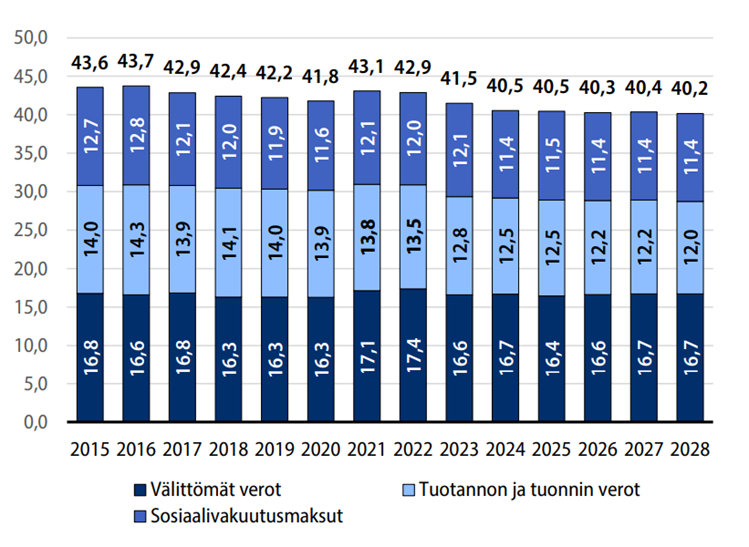 50,0
45,0
40,0
35,0
30,0
25,0
20,0
15,0
10,0
5,0
0,0
43,6 43,7 42,9 42,4 42,2 41,8 43,1 42,9 41,5 40,5 40,5 40,3 40,4 40,2
12,7 12,8 12,1 12,0 11,9 11,6 12,1 12,0 12,1 11,4 11,5 11,4 11,4 11,4
14,0 14,3 13,9 14,1 14,0 13,9 13,8 13,5 12,8 12,5 12,5 12,2 12,2 12,0
16,8 16,6 16,8 16,3 16,3 16,3 17,1 17,4 16,6 16,7 16,4 16,6 16,7 16,7
2015 2016 2017 2018 2019 2020 2021 2022 2023 2024 2025 2026 2027 2028
Välittömät verot Tuotannon ja tuonnin verot
Sosiaalivakuutusmaksut